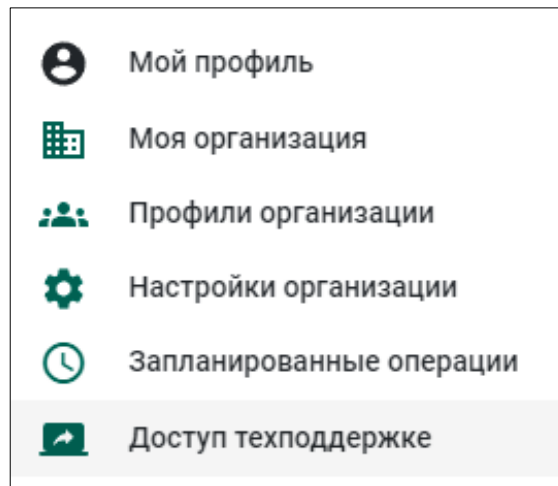 Мой профиль
Моя организация
Профили организации
Настройки организации
Запланированные операции
Доступ техподдержке